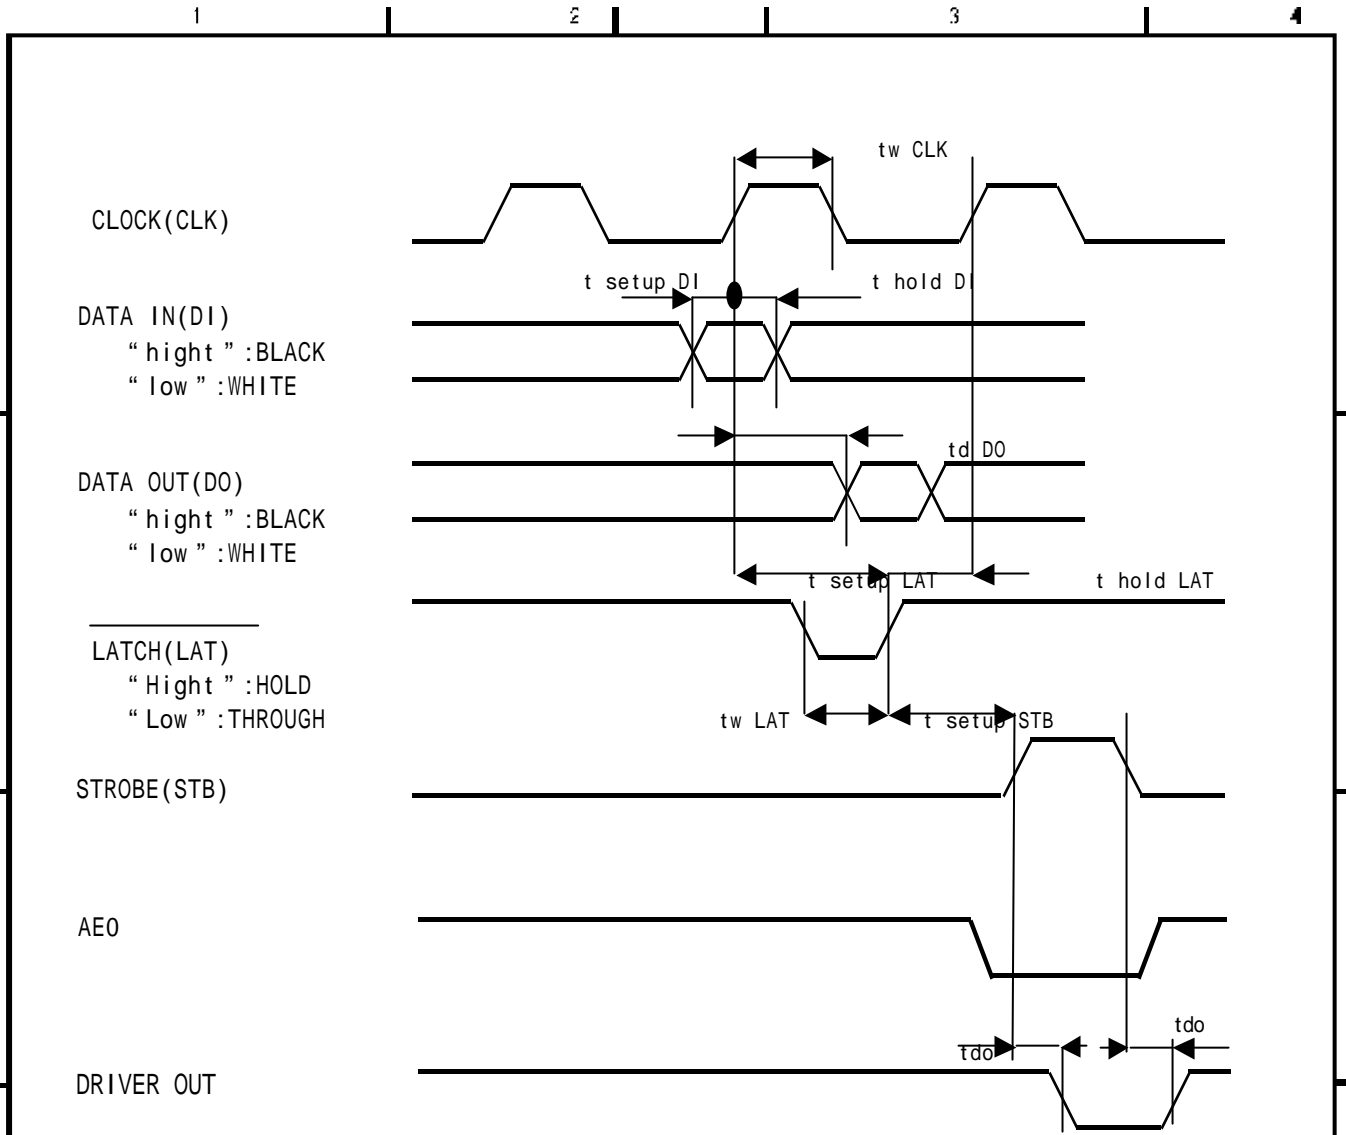 1 2 3 4
tw CLK
CLOCK(CLK)
t setup DI t hold DI
DATA IN(DI)
“hight”:BLACK
“low”:WHITE
td DO
DATA OUT(DO)
“hight”:BLACK
“low”:WHITE
t setup LAT t hold LAT
LATCH(LAT)
“Hight”:HOLD
“Low”:THROUGH
tw LAT t setup STB
STROBE(STB)
AEO
tdo
tdo
DRIVER OUT